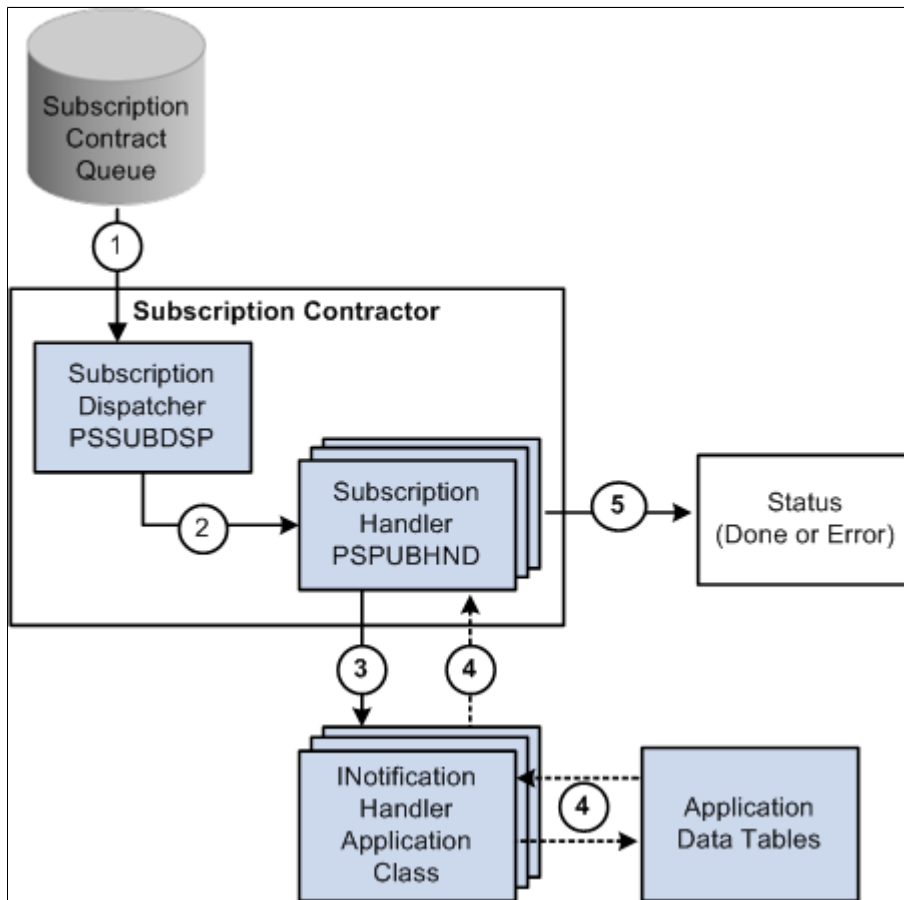 Subscription
Contract
Queue
1
Subscription Contractor
Subscription
Dispatcher
PSSUBDSP
2
Subscription
Handler
PSPUBHND
5
Status
(Done or Error)
3
4
INotification
Handler
Application
Class
4
Application
Data Tables